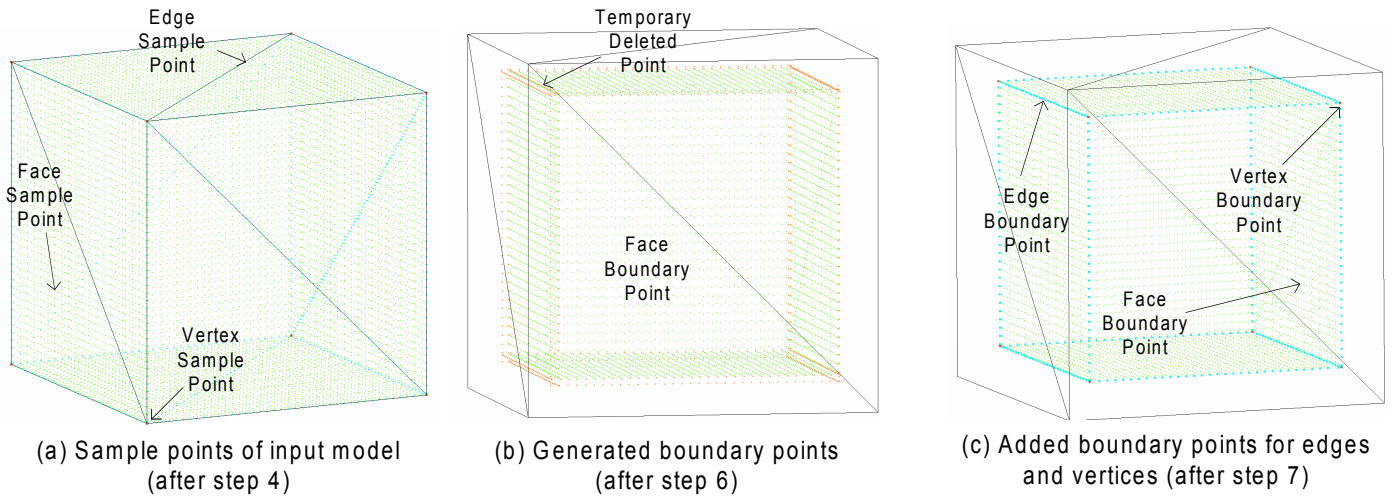 Edge
Sample
Point
Face
Sample
Point
Vertex
Sample
Point
(a) Sample points of input model
(after step 4)
Temporary
Deleted
Point
Face
Boundary
Point
(b) Generated boundary points
(after step 6)
Edge
Boundary
Point
Vertex
Boundary
Point
Face
Boundary
Point
(c) Added boundary points for edges
and vertices (after step 7)